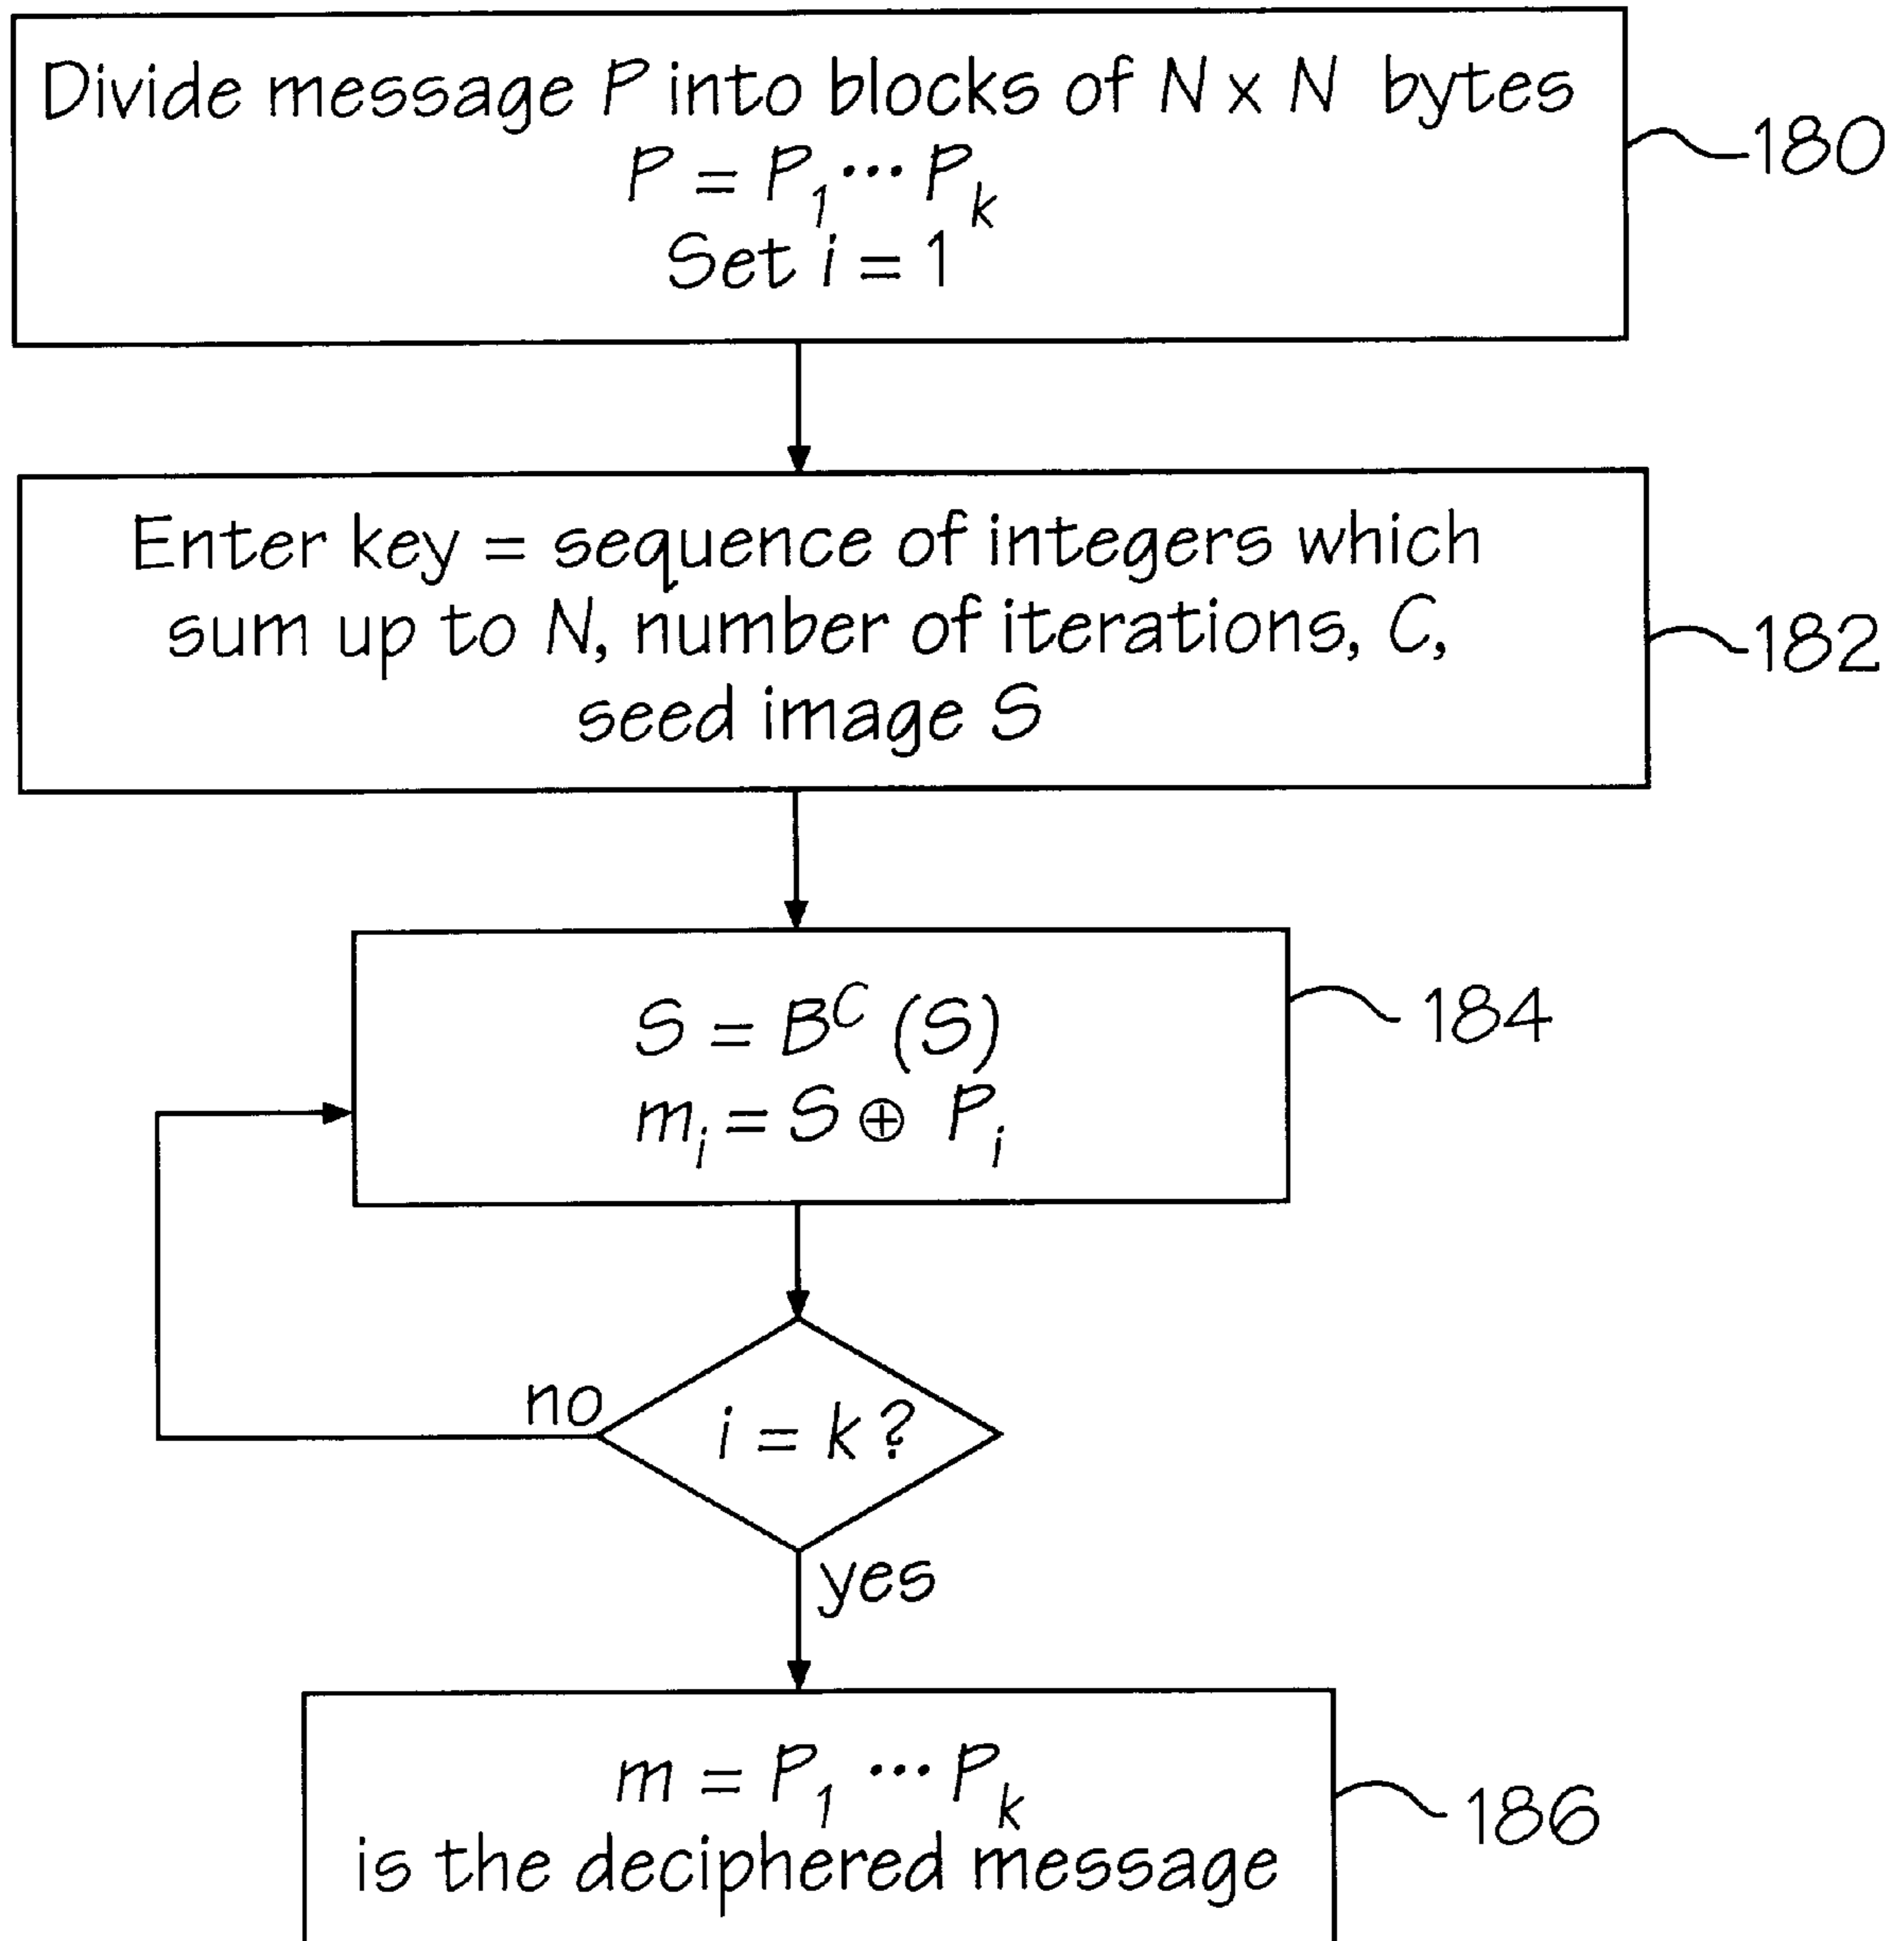 Divide message P into blocks of N x N bytes
P = P₁ ··· Pₖ
Set i = 1
180
Enter key = sequence of integers which
sum up to N, number of iterations, C,
seed image S
182
S = Bᶜ (S)
mᵢ = S ⊕ Pᵢ
184
no
i = k ?
yes
m = P₁ ··· Pₖ
is the deciphered message
186